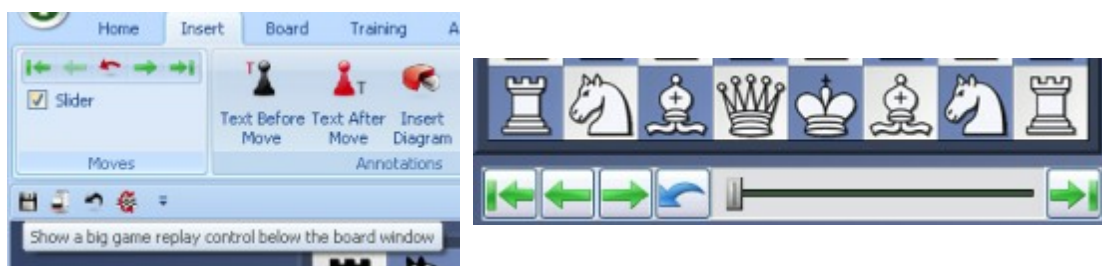 Home Insert Board Training A
Slider
Text Before Text After Insert
Move Move Diagram
Moves Annotations
Show a big game replay control below the board window